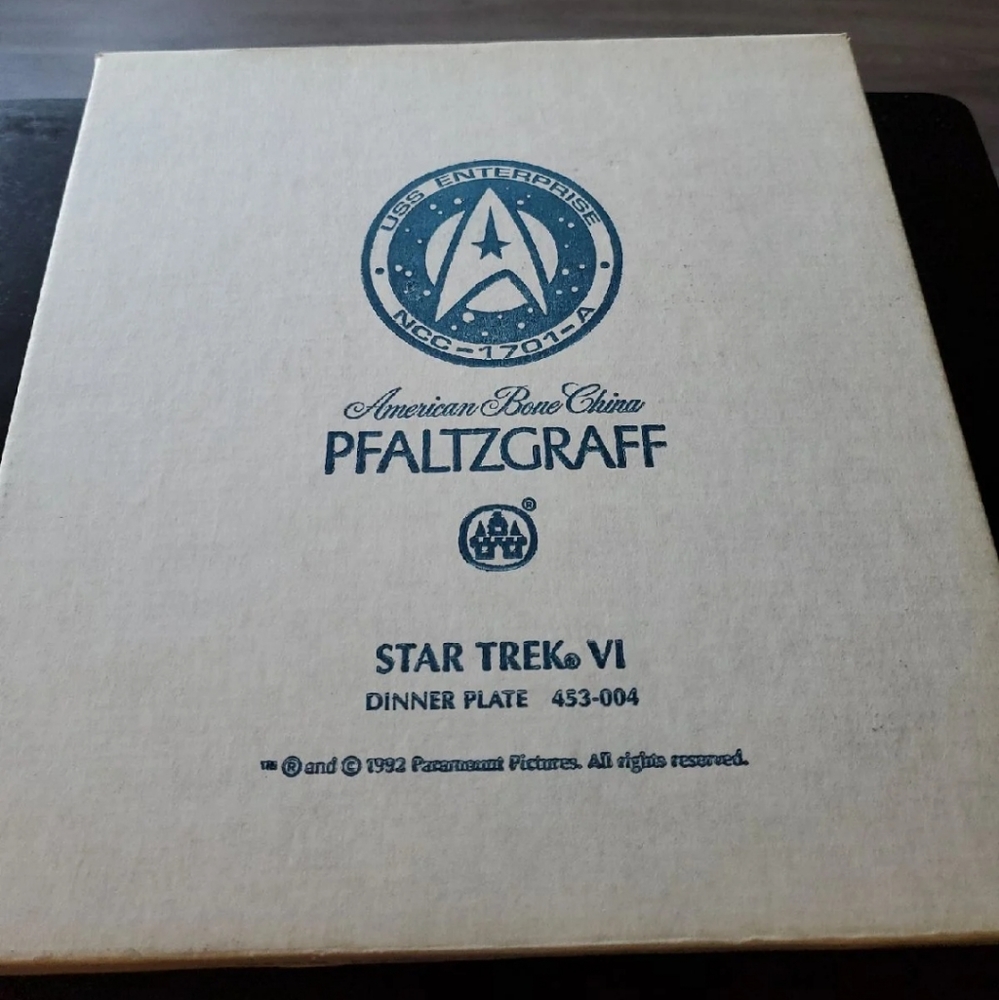 USS ENTERPRISE
NCC-1701-A
American Bone China
PFALTZGRAFF
®
STAR TREK® VI
DINNER PLATE 453-004
™ ® and © 1992 Paramount Pictures. All rights reserved.